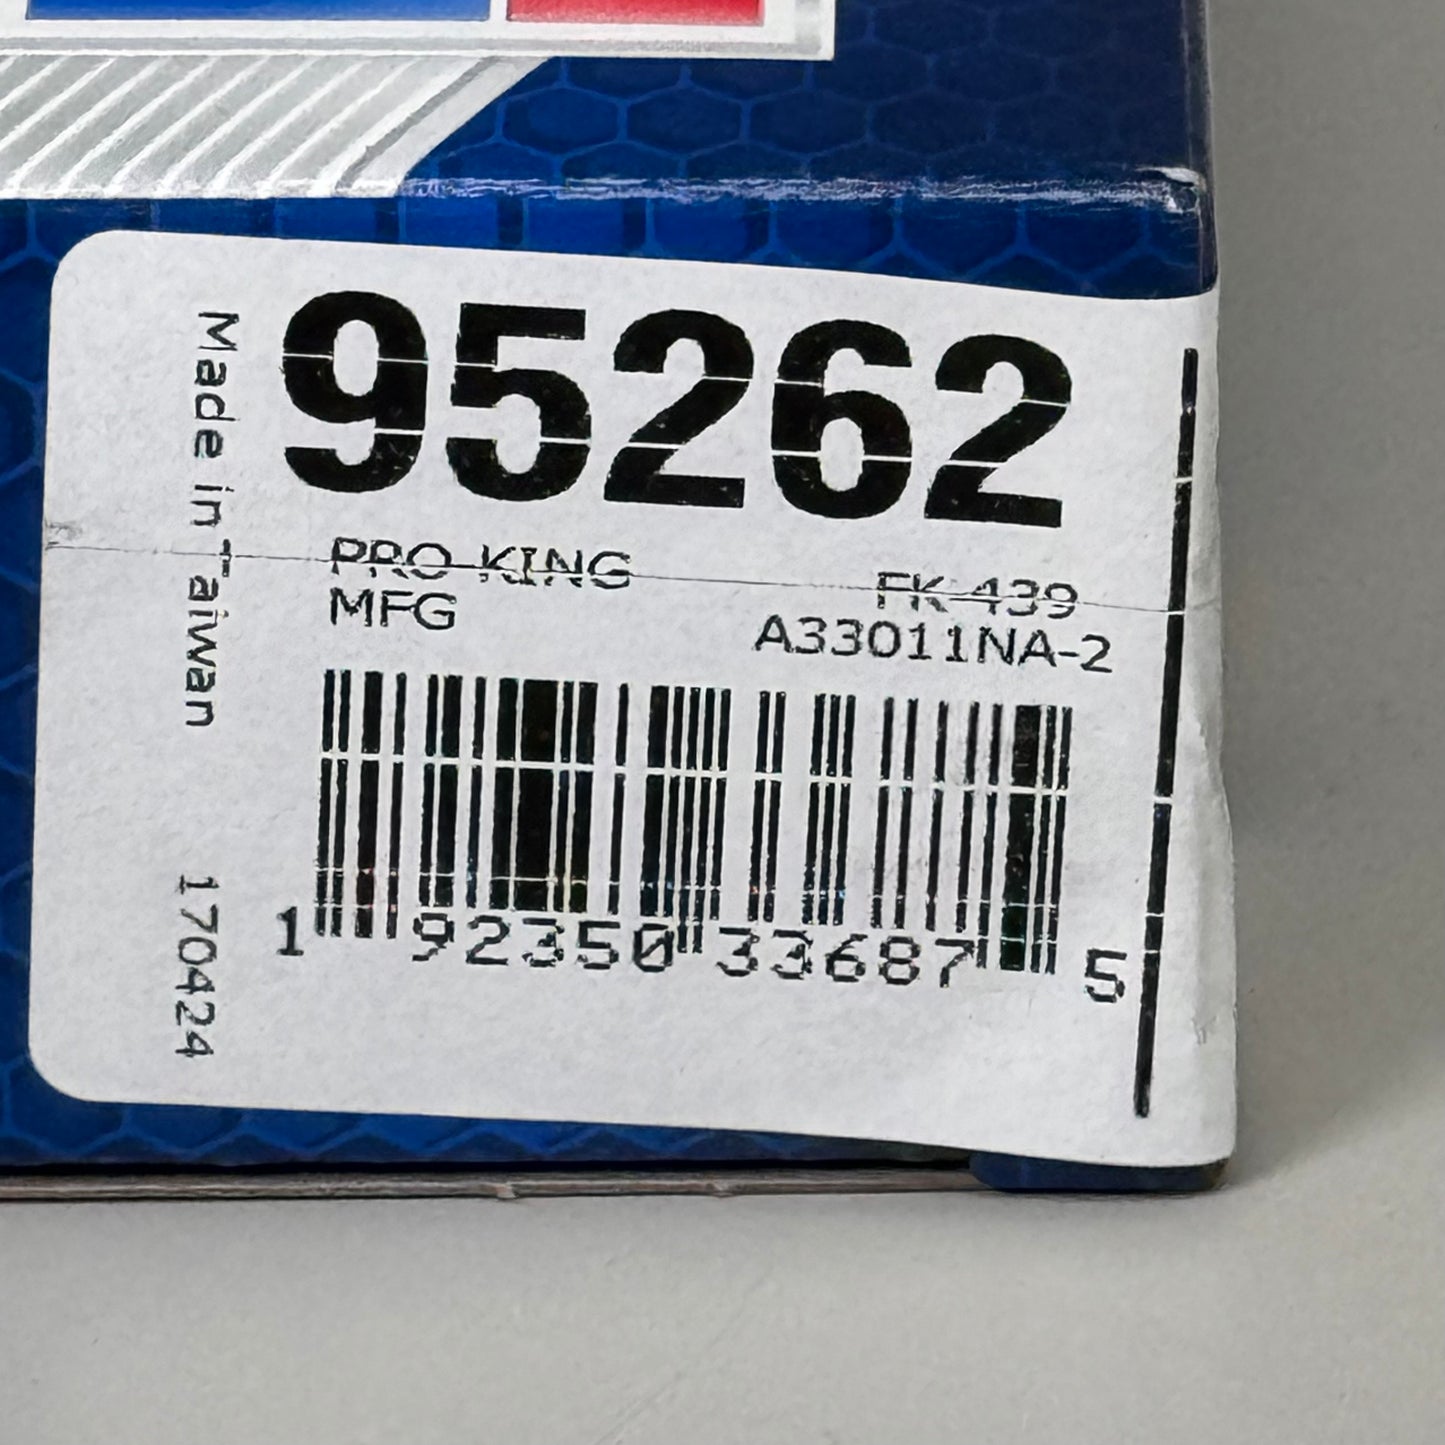 95262
PRO KING
MFG
FK-439
A33011NA-2
1 92350 33687 5
Made in Taiwan
170424